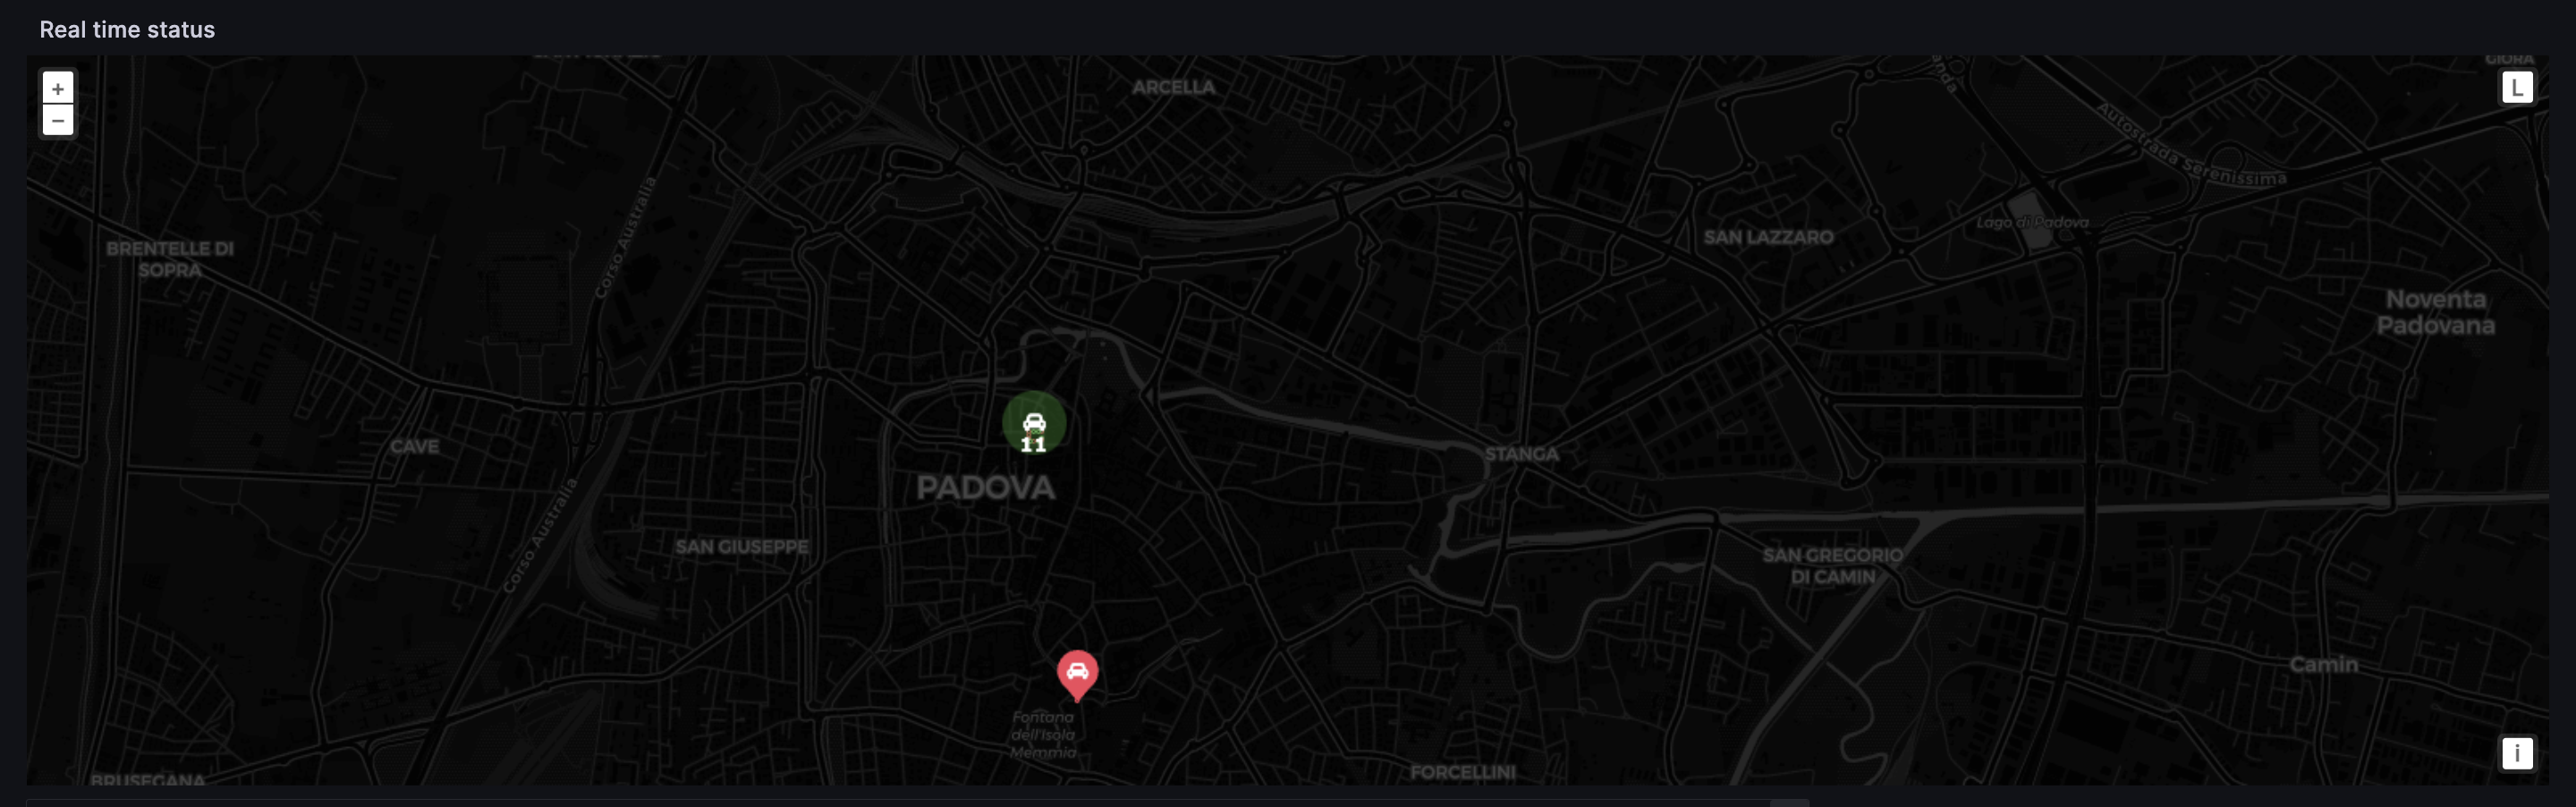 Real time status
+
−
L
ARCELLA
GIORA
Autostrada Serenissima
Corso Australia
BRENTELLE DI
SOPRA
SAN LAZZARO
Lago di Padova
Noventa
Padovana
11
CAVE
STANGA
PADOVA
Corso Australia
SAN GIUSEPPE
SAN GREGORIO
DI CAMIN
Camin
Fontana
dell'Isola
Memmia
FORCELLINI
BRUSEGANA
i